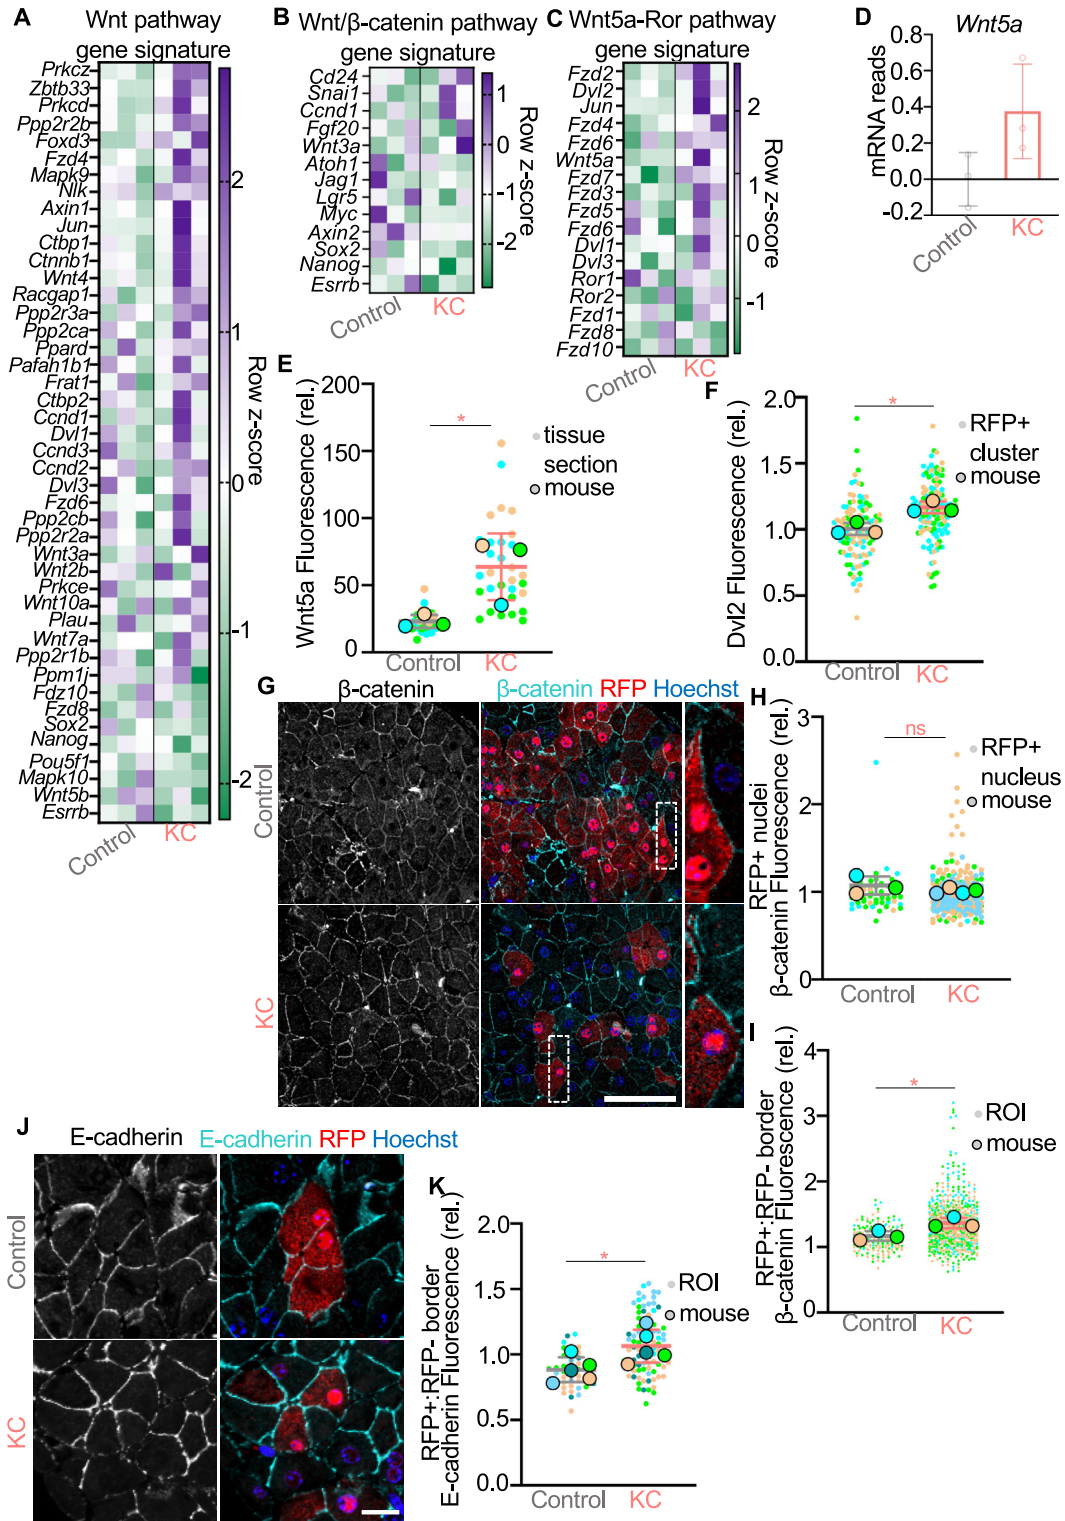 A
Wnt pathway
gene signature
Prkcz
Zbtb33
Prkcd
Ppp2r2b
Foxd3
Fzd4
Mapk9
Nlk
Axin1
Jun
Ctbp1
Ctnnb1
Wnt4
Racgap1
Ppp2r3a
Ppp2ca
Ppard
Pafah1b1
Frat1
Ctbp2
Ccnd1
Dvl1
Ccnd3
Ccnd2
Dvl3
Fzd6
Ppp2cb
Ppp2r2a
Wnt3a
Wnt2b
Prkce
Wnt10a
Plau
Wnt7a
Ppp2r1b
Ppm1j
Fdz10
Fzd8
Sox2
Nanog
Pou5f1
Mapk10
Wnt5b
Esrrb
Control
KC
2
1
0
-1
-2
Row z-score
B
Wnt/β-catenin pathway
gene signature
Cd24
Snai1
Ccnd1
Fgf20
Wnt3a
Atoh1
Jag1
Lgr5
Myc
Axin2
Sox2
Nanog
Esrrb
Control
KC
1
0
-1
-2
Row z-score
C
Wnt5a-Ror pathway
gene signature
Fzd2
Dvl2
Jun
Fzd4
Fzd6
Wnt5a
Fzd7
Fzd3
Fzd5
Fzd6
Dvl1
Dvl3
Ror1
Ror2
Fzd1
Fzd8
Fzd10
Control
KC
2
1
0
-1
Row z-score
D
Wnt5a
mRNA reads
0.8
0.4
0.0
-0.2
Control
KC
E
Wnt5a Fluorescence (rel.)
200
150
100
50
0
*
tissue
section
mouse
Control
KC
F
Dvl2 Fluorescence (rel.)
2.0
1.5
1.0
0.5
0.0
*
RFP+
cluster
mouse
Control
KC
G
β-catenin
β-catenin RFP Hoechst
Control
KC
H
RFP+ nuclei
β-catenin Fluorescence (rel.)
3
2
1
0
ns
RFP+
nucleus
mouse
Control
KC
I
RFP+:RFP- border
β-catenin Fluorescence (rel.)
4
3
2
1
0
*
ROI
mouse
Control
KC
J
E-cadherin
E-cadherin RFP Hoechst
Control
KC
K
RFP+:RFP- border
E-cadherin Fluorescence (rel.)
2.0
1.5
1.0
0.5
0.0
*
ROI
mouse
Control
KC